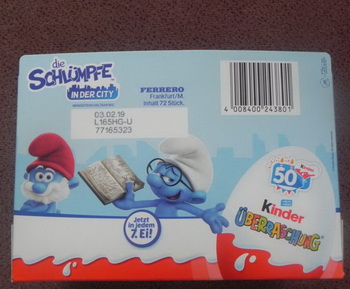 die
SCHLÜMPFE
IN DER CITY
FERRERO
Frankfurt/M.
Inhalt 72 Stück.
4 008400 243801
03.02.19
L165HG-U
77165323
50
Kinder
ÜBERRASCHUNG
Jetzt
in jedem
7. Ei!